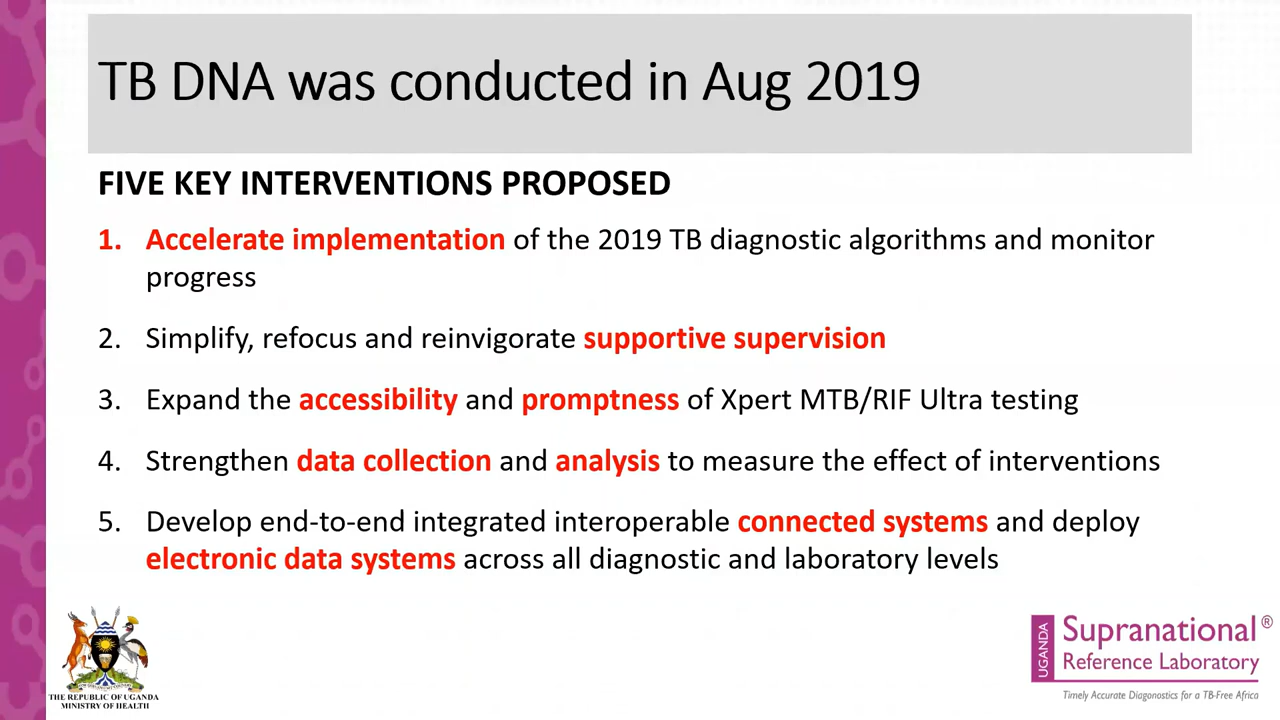 TB DNA was conducted in Aug 2019
FIVE KEY INTERVENTIONS PROPOSED
1. Accelerate implementation of the 2019 TB diagnostic algorithms and monitor
progress
2. Simplify, refocus and reinvigorate supportive supervision
3. Expand the accessibility and promptness of Xpert MTB/RIF Ultra testing
4. Strengthen data collection and analysis to measure the effect of interventions
5. Develop end-to-end integrated interoperable connected systems and deploy
electronic data systems across all diagnostic and laboratory levels
THE REPUBLIC OF UGANDA
MINISTRY OF HEALTH
UGANDA
Supranational®
Reference Laboratory
Timely Accurate Diagonostics for a TB-Free Africa